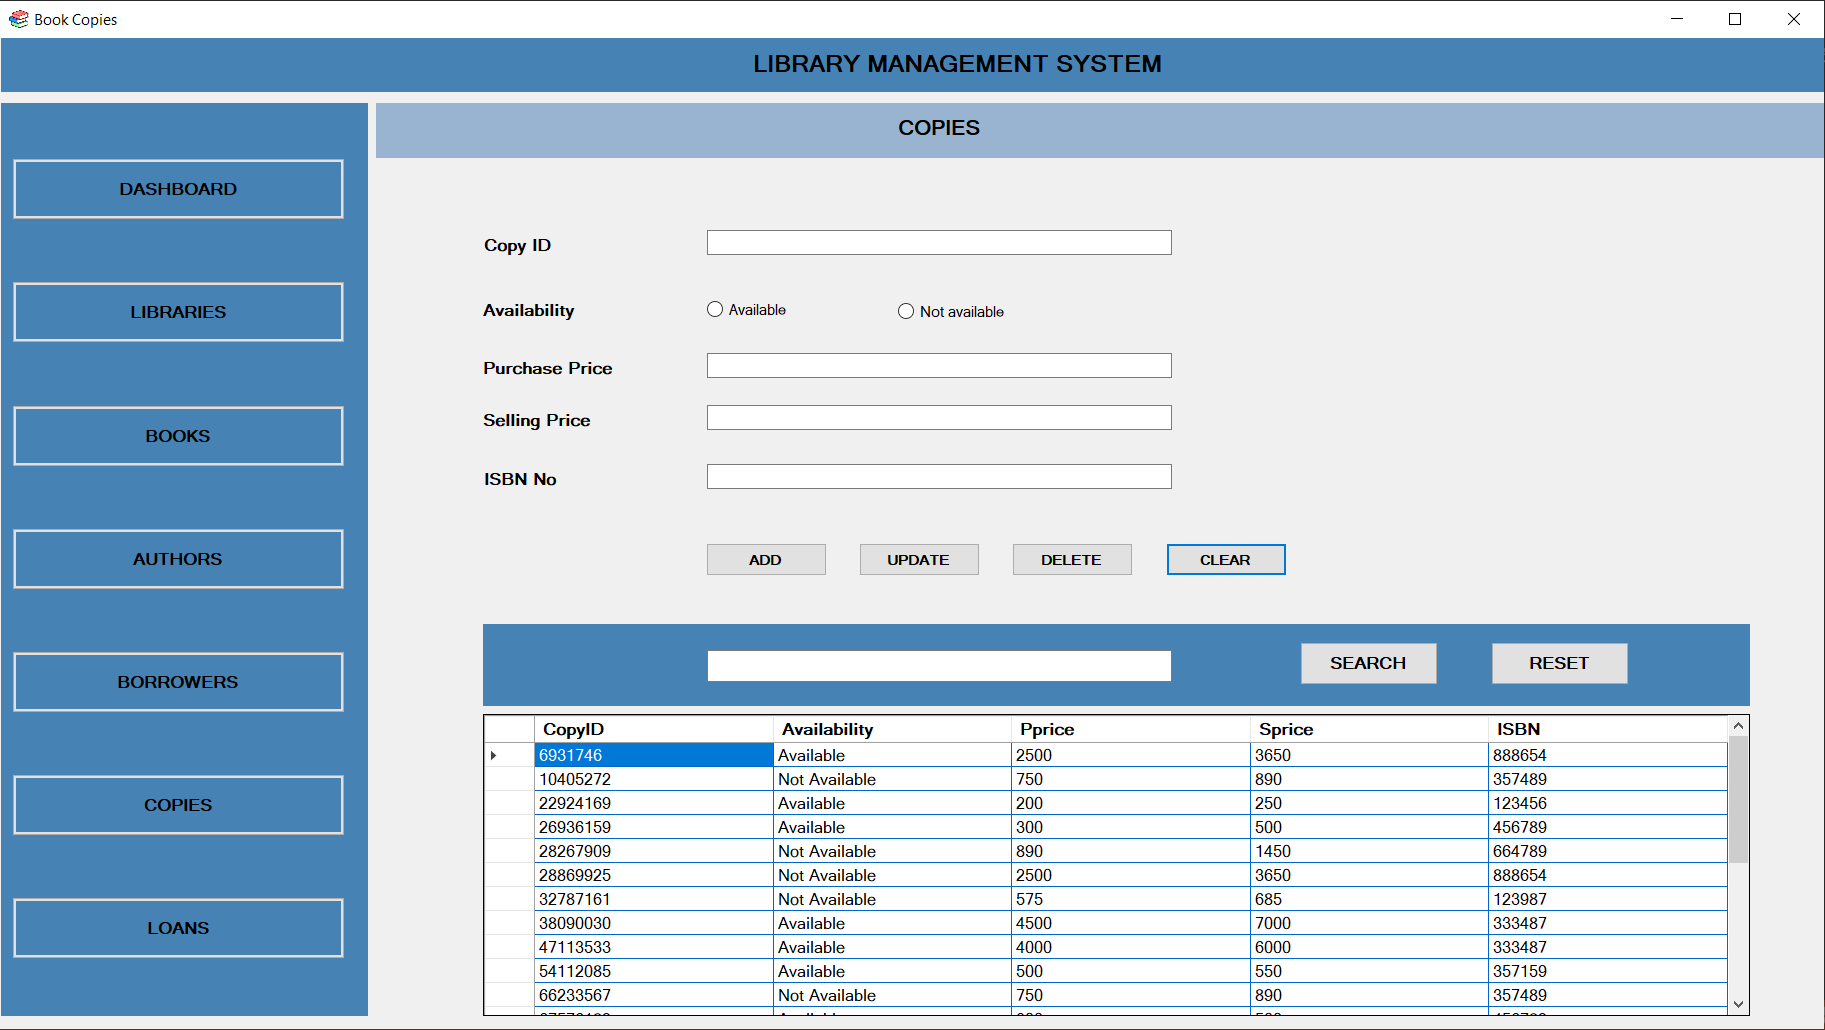 Book Copies
LIBRARY MANAGEMENT SYSTEM
COPIES
DASHBOARD
LIBRARIES
BOOKS
AUTHORS
BORROWERS
COPIES
LOANS
Copy ID
Availability Available Not available
Purchase Price
Selling Price
ISBN No
ADD UPDATE DELETE CLEAR
SEARCH RESET
CopyID Availability Pprice Sprice ISBN
6931746 Available 2500 3650 888654
10405272 Not Available 750 890 357489
22924169 Available 200 250 123456
26936159 Available 300 500 456789
28267909 Not Available 890 1450 664789
28869925 Not Available 2500 3650 888654
32787161 Not Available 575 685 123987
38090030 Available 4500 7000 333487
47113533 Available 4000 6000 333487
54112085 Available 500 550 357159
66233567 Not Available 750 890 357489